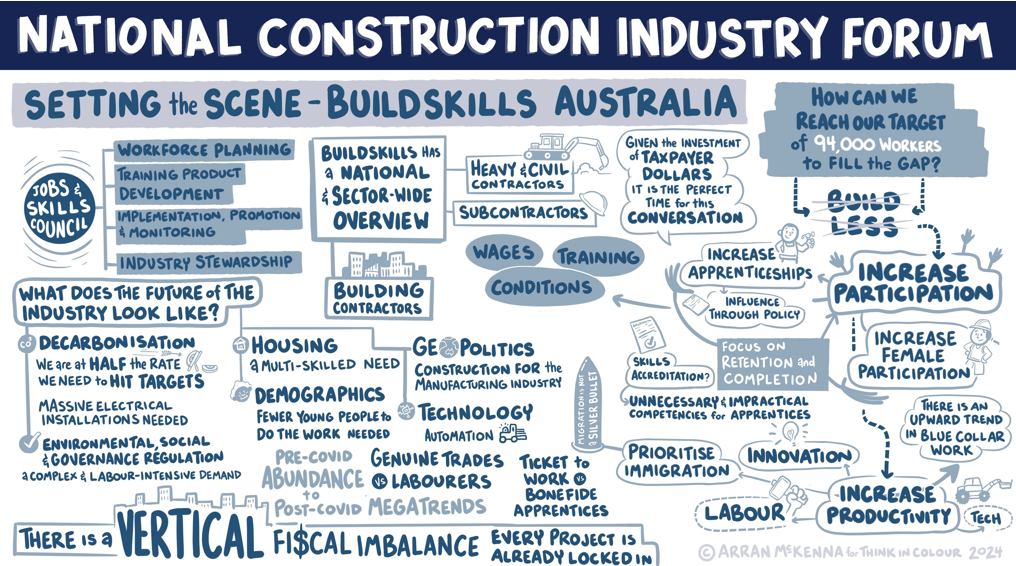 NATIONAL CONSTRUCTION INDUSTRY FORUM
SETTING the SCENE - BUILDSKILLS AUSTRALIA
JOBS &
SKILLS
COUNCIL
WORKFORCE PLANNING
TRAINING PRODUCT
DEVELOPMENT
IMPLEMENTATION, PROMOTION
& MONITORING
INDUSTRY STEWARDSHIP
BUILDSKILLS HAS
a NATIONAL
& SECTOR-WIDE
OVERVIEW
HEAVY & CIVIL
CONTRACTORS
SUBCONTRACTORS
BUILDING
CONTRACTORS
GIVEN the INVESTMENT
of TAXPAYER
DOLLARS
IT IS THE PERFECT
TIME for this
CONVERSATION
WAGES
TRAINING
CONDITIONS
HOW CAN WE
REACH OUR TARGET
of 94,000 WORKERS
to FILL the GAP?
BUILD
LESS
INCREASE
PARTICIPATION
INCREASE
APPRENTICESHIPS
INFLUENCE
THROUGH POLICY
FOCUS ON
RETENTION and
COMPLETION
SKILLS
ACCREDITATION?
UNNECESSARY & IMPRACTICAL
COMPETENCIES for APPRENTICES
INCREASE
FEMALE
PARTICIPATION
THERE IS AN
UPWARD TREND
IN BLUE COLLAR
WORK
MIGRATION IS NOT
a SILVER BULLET
PRIORITISE
IMMIGRATION
INNOVATION
LABOUR
INCREASE
PRODUCTIVITY
TECH
WHAT DOES THE FUTURE of THE
INDUSTRY LOOK LIKE?
CO²
DECARBONISATION
WE are at HALF the RATE
WE NEED to HIT TARGETS
MASSIVE ELECTRICAL
INSTALLATIONS NEEDED
ENVIRONMENTAL, SOCIAL
& GOVERNANCE REGULATION
a COMPLEX & LABOUR-INTENSIVE DEMAND
HOUSING
a MULTI-SKILLED NEED
DEMOGRAPHICS
FEWER YOUNG PEOPLE to
DO THE WORK NEEDED
GEOPOLITICS
CONSTRUCTION FOR the
MANUFACTURING INDUSTRY
TECHNOLOGY
AUTOMATION
PRE-COVID
ABUNDANCE
to
POST-COVID MEGATRENDS
GENUINE TRADES
VS LABOURERS
TICKET to
WORK VS
BONEFIDE
APPRENTICES
THERE IS a VERTICAL FI$CAL IMBALANCE
EVERY PROJECT IS
ALREADY LOCKED IN
© ARRAN MCKENNA for THINK IN COLOUR 2024